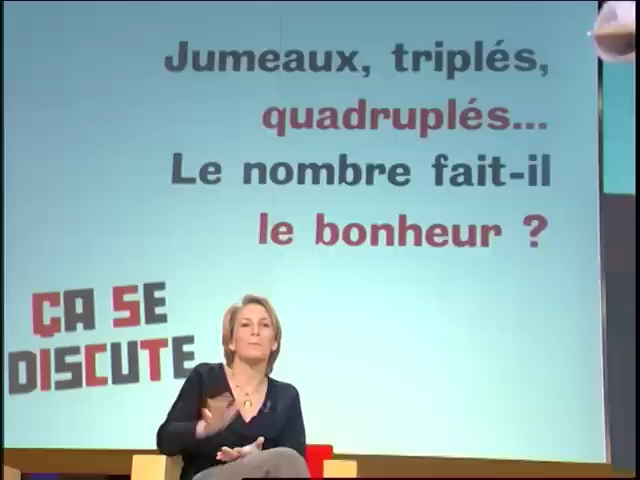 Jumeaux, triplés,
quadruplés...
Le nombre fait-il
le bonheur ?
ÇA SE
DISCUTE